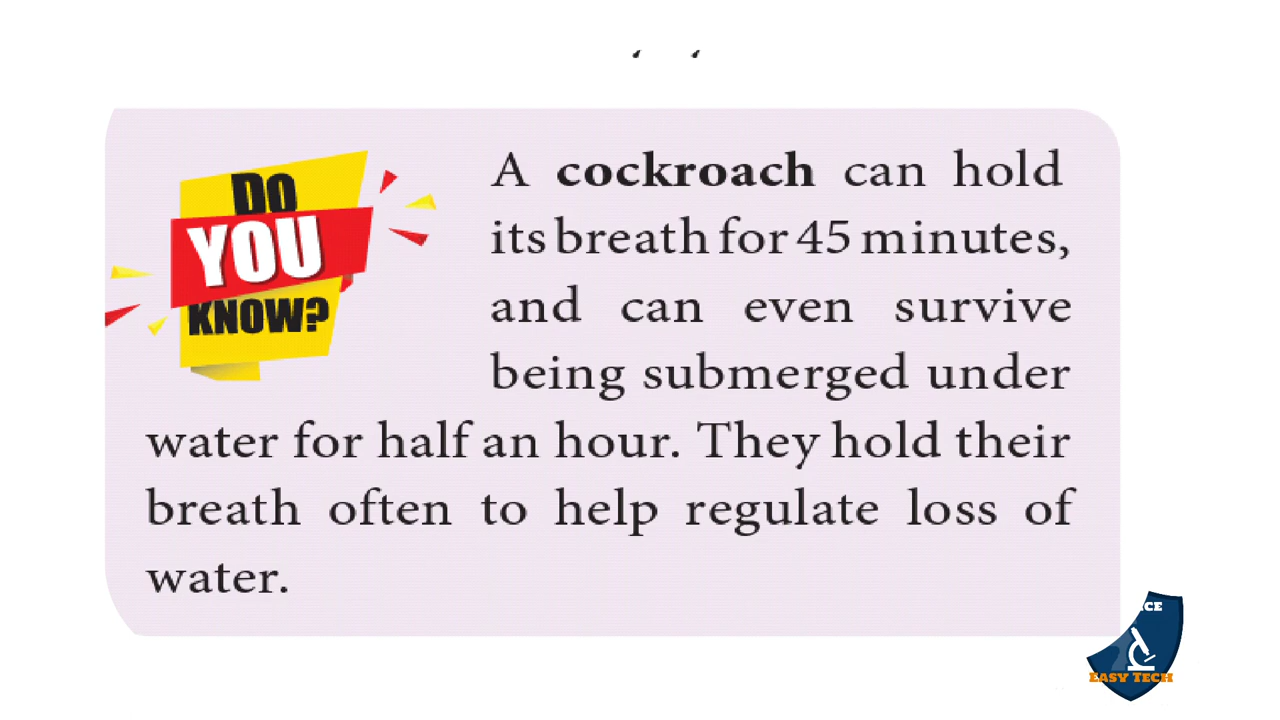 DO
YOU
KNOW?
A cockroach can hold
its breath for 45 minutes,
and can even survive
being submerged under
water for half an hour. They hold their
breath often to help regulate loss of
water.
EASY TECH